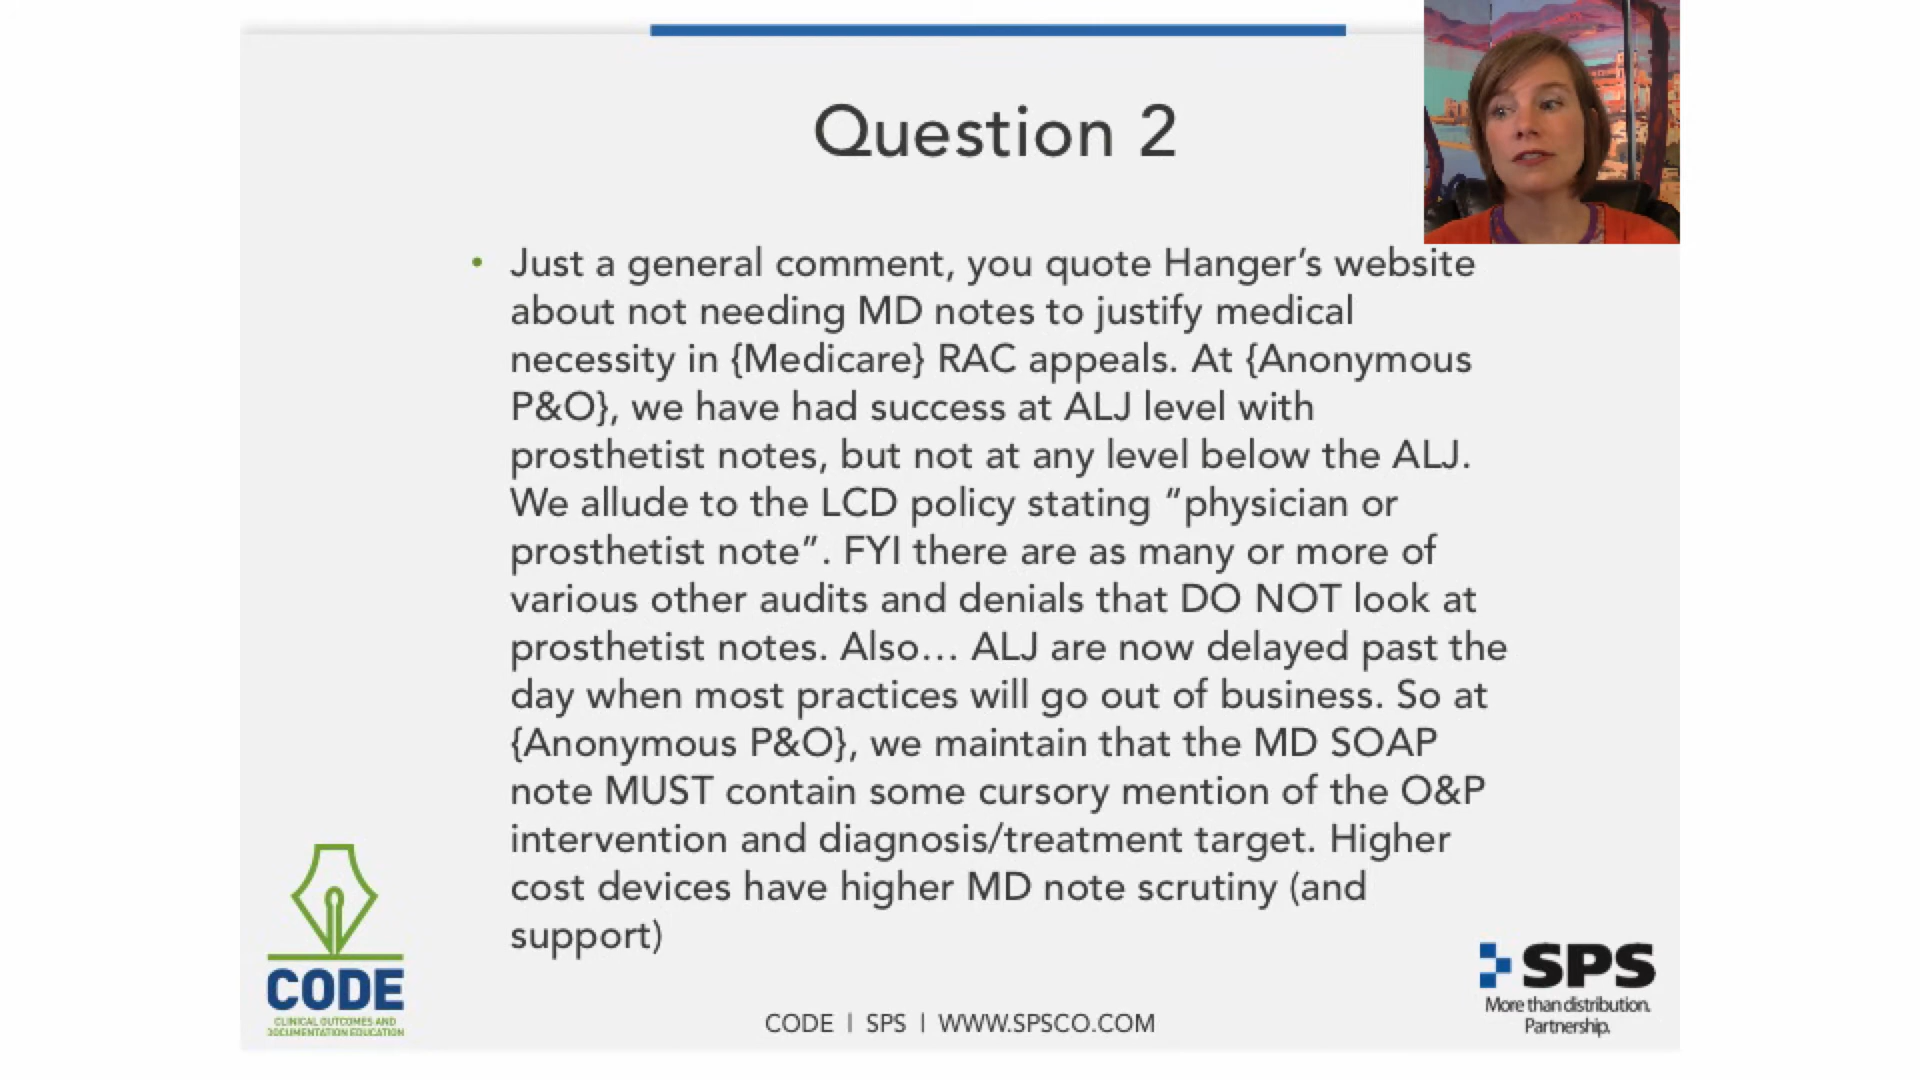 Question 2
• Just a general comment, you quote Hanger’s website
about not needing MD notes to justify medical
necessity in {Medicare} RAC appeals. At {Anonymous
P&O}, we have had success at ALJ level with
prosthetist notes, but not at any level below the ALJ.
We allude to the LCD policy stating “physician or
prosthetist note”. FYI there are as many or more of
various other audits and denials that DO NOT look at
prosthetist notes. Also… ALJ are now delayed past the
day when most practices will go out of business. So at
{Anonymous P&O}, we maintain that the MD SOAP
note MUST contain some cursory mention of the O&P
intervention and diagnosis/treatment target. Higher
cost devices have higher MD note scrutiny (and
support)
CODE
CLINICAL OUTCOMES AND
DOCUMENTATION EDUCATION
CODE | SPS | WWW.SPSCO.COM
SPS
More than distribution.
Partnership.